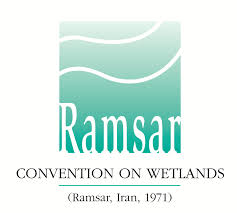 Ramsar
CONVENTION ON WETLANDS
(Ramsar, Iran, 1971)